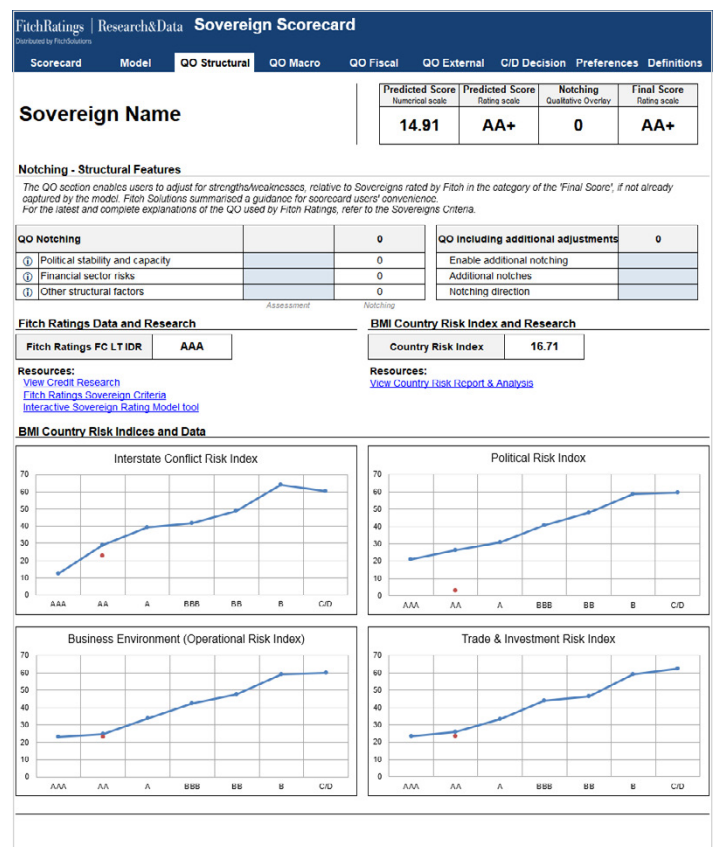 FitchRatings | Research&Data Sovereign Scorecard
Distributed by FitchSolutions
Scorecard Model QO Structural QO Macro QO Fiscal QO External C/D Decision Preferences Definitions
Sovereign Name
Predicted Score Predicted Score Notching Final Score
Numerical scale Rating scale Qualitative Overlay Rating scale
14.91 AA+ 0 AA+
Notching - Structural Features
The QO section enables users to adjust for strengths/weaknesses, relative to Sovereigns rated by Fitch in the category of the 'Final Score', if not already
captured by the model. Fitch Solutions summarised a guidance for scorecard users' convenience.
For the latest and complete explanations of the QO used by Fitch Ratings, refer to the Sovereigns Criteria.
QO Notching 0
Political stability and capacity 0
Financial sector risks 0
Other structural factors 0
Assessment Notching
QO including additional adjustments 0
Enable additional notching
Additional notches
Notching direction
Fitch Ratings Data and Research
Fitch Ratings FC LT IDR AAA
Resources:
View Credit Research
Fitch Ratings Sovereign Criteria
Interactive Sovereign Rating Model tool
BMI Country Risk Index and Research
Country Risk Index 16.71
Resources:
View Country Risk Report & Analysis
BMI Country Risk Indices and Data
Interstate Conflict Risk Index
70
60
50
40
30
20
10
0
AAA AA A BBB BB B C/D
Political Risk Index
70
60
50
40
30
20
10
0
AAA AA A BBB BB B C/D
Business Environment (Operational Risk Index)
70
60
50
40
30
20
10
0
AAA AA A BBB BB B C/D
Trade & Investment Risk Index
70
60
50
40
30
20
10
0
AAA AA A BBB BB B C/D